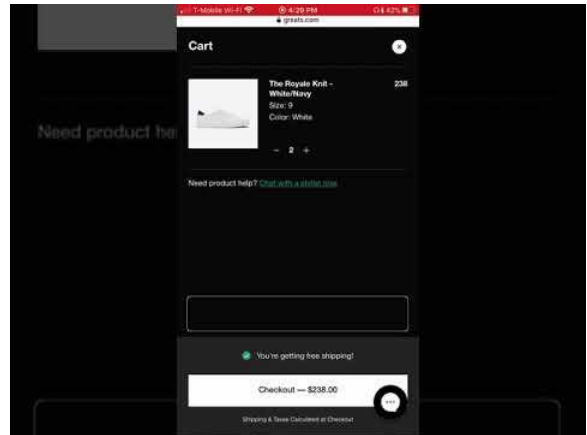 T-Mobile Wi-Fi 4:29 PM 42%
greats.com
Cart
The Royale Knit - 238
White/Navy
Size: 9
Color: White
− 2 +
Need product help? Chat with a stylist now
You're getting free shipping!
Checkout — $238.00
Shipping & Taxes Calculated at Checkout
Need product he